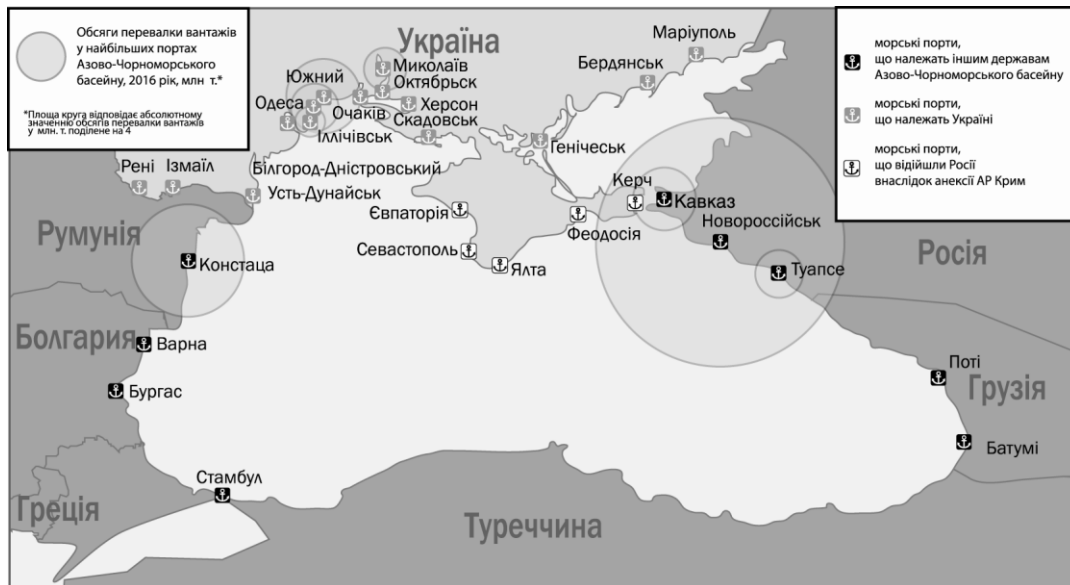 Обсяги перевалки вантажів
у найбільших портах
Азово-Чорноморського
басейну, 2016 рік, млн т.*
*Площа круга відповідає абсолютному
значенню обсягів перевалки вантажів
у млн. т. поділене на 4
морські порти,
що належать іншим державам
Азово-Чорноморського басейну
морські порти,
що належать Україні
морські порти,
що відійшли Росії
внаслідок анексії АР Крим
Україна
Маріуполь
Бердянськ
Миколаїв
Октябрьск
Южний
Одеса
Очаків
Херсон
Скадовськ
Іллічівськ
Генічеськ
Білгород-Дністровський
Рені
Ізмаїл
Усть-Дунайськ
Керч
Кавказ
Євпаторія
Феодосія
Новороссійськ
Севастополь
Ялта
Румунія
Констаца
Туапсе
Росія
Болгария
Варна
Бургас
Поті
Грузія
Батумі
Стамбул
Греція
Туреччина